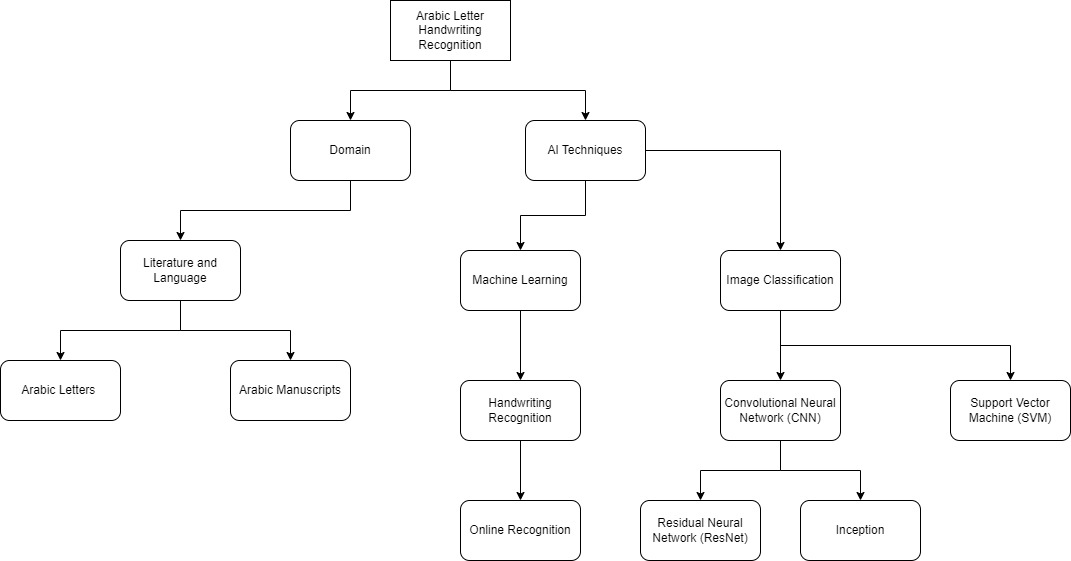 Arabic Letter
Handwriting
Recognition
Domain
AI Techniques
Literature and
Language
Machine Learning
Image Classification
Arabic Letters
Arabic Manuscripts
Handwriting
Recognition
Convolutional Neural
Network (CNN)
Support Vector
Machine (SVM)
Online Recognition
Residual Neural
Network (ResNet)
Inception